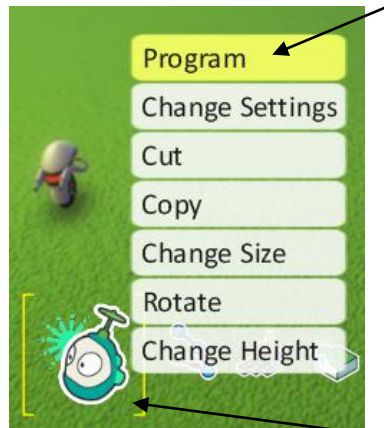 Program
Change Settings
Cut
Copy
Change Size
Rotate
Change Height